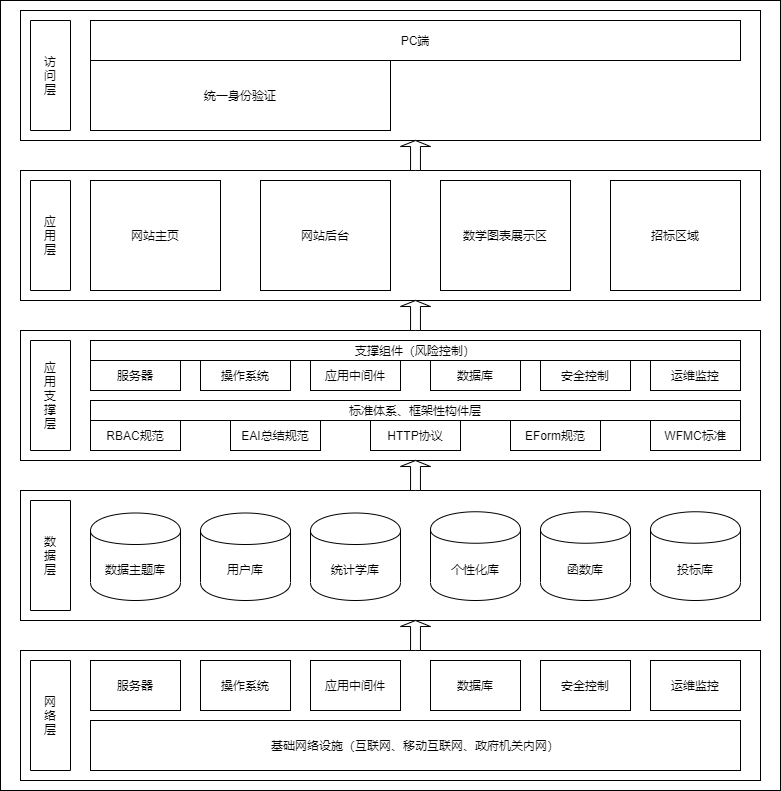 访问层
PC端
统一身份验证
应用层
网站主页
网站后台
数学图表展示区
招标区域
应用支撑层
支撑组件（风险控制）
服务器
操作系统
应用中间件
数据库
安全控制
运维监控
标准体系、框架性构件层
RBAC规范
EAI总结规范
HTTP协议
EForm规范
WFMC标准
数据层
数据主题库
用户库
统计学库
个性化库
函数库
投标库
网络层
服务器
操作系统
应用中间件
数据库
安全控制
运维监控
基础网络设施（互联网、移动互联网、政府机关内网）